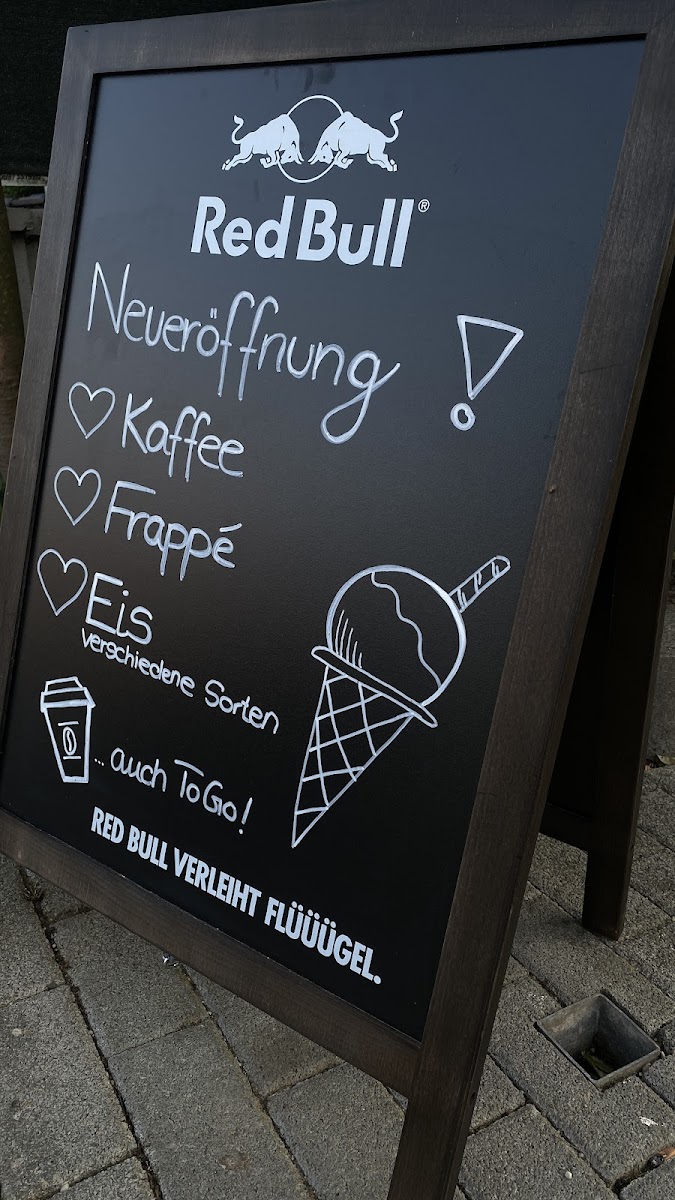 Red Bull®
Neueröffnung !
Kaffee
Frappé
Eis
verschiedene Sorten
... auch To Go!
RED BULL VERLEIHT FLÜÜÜGEL.